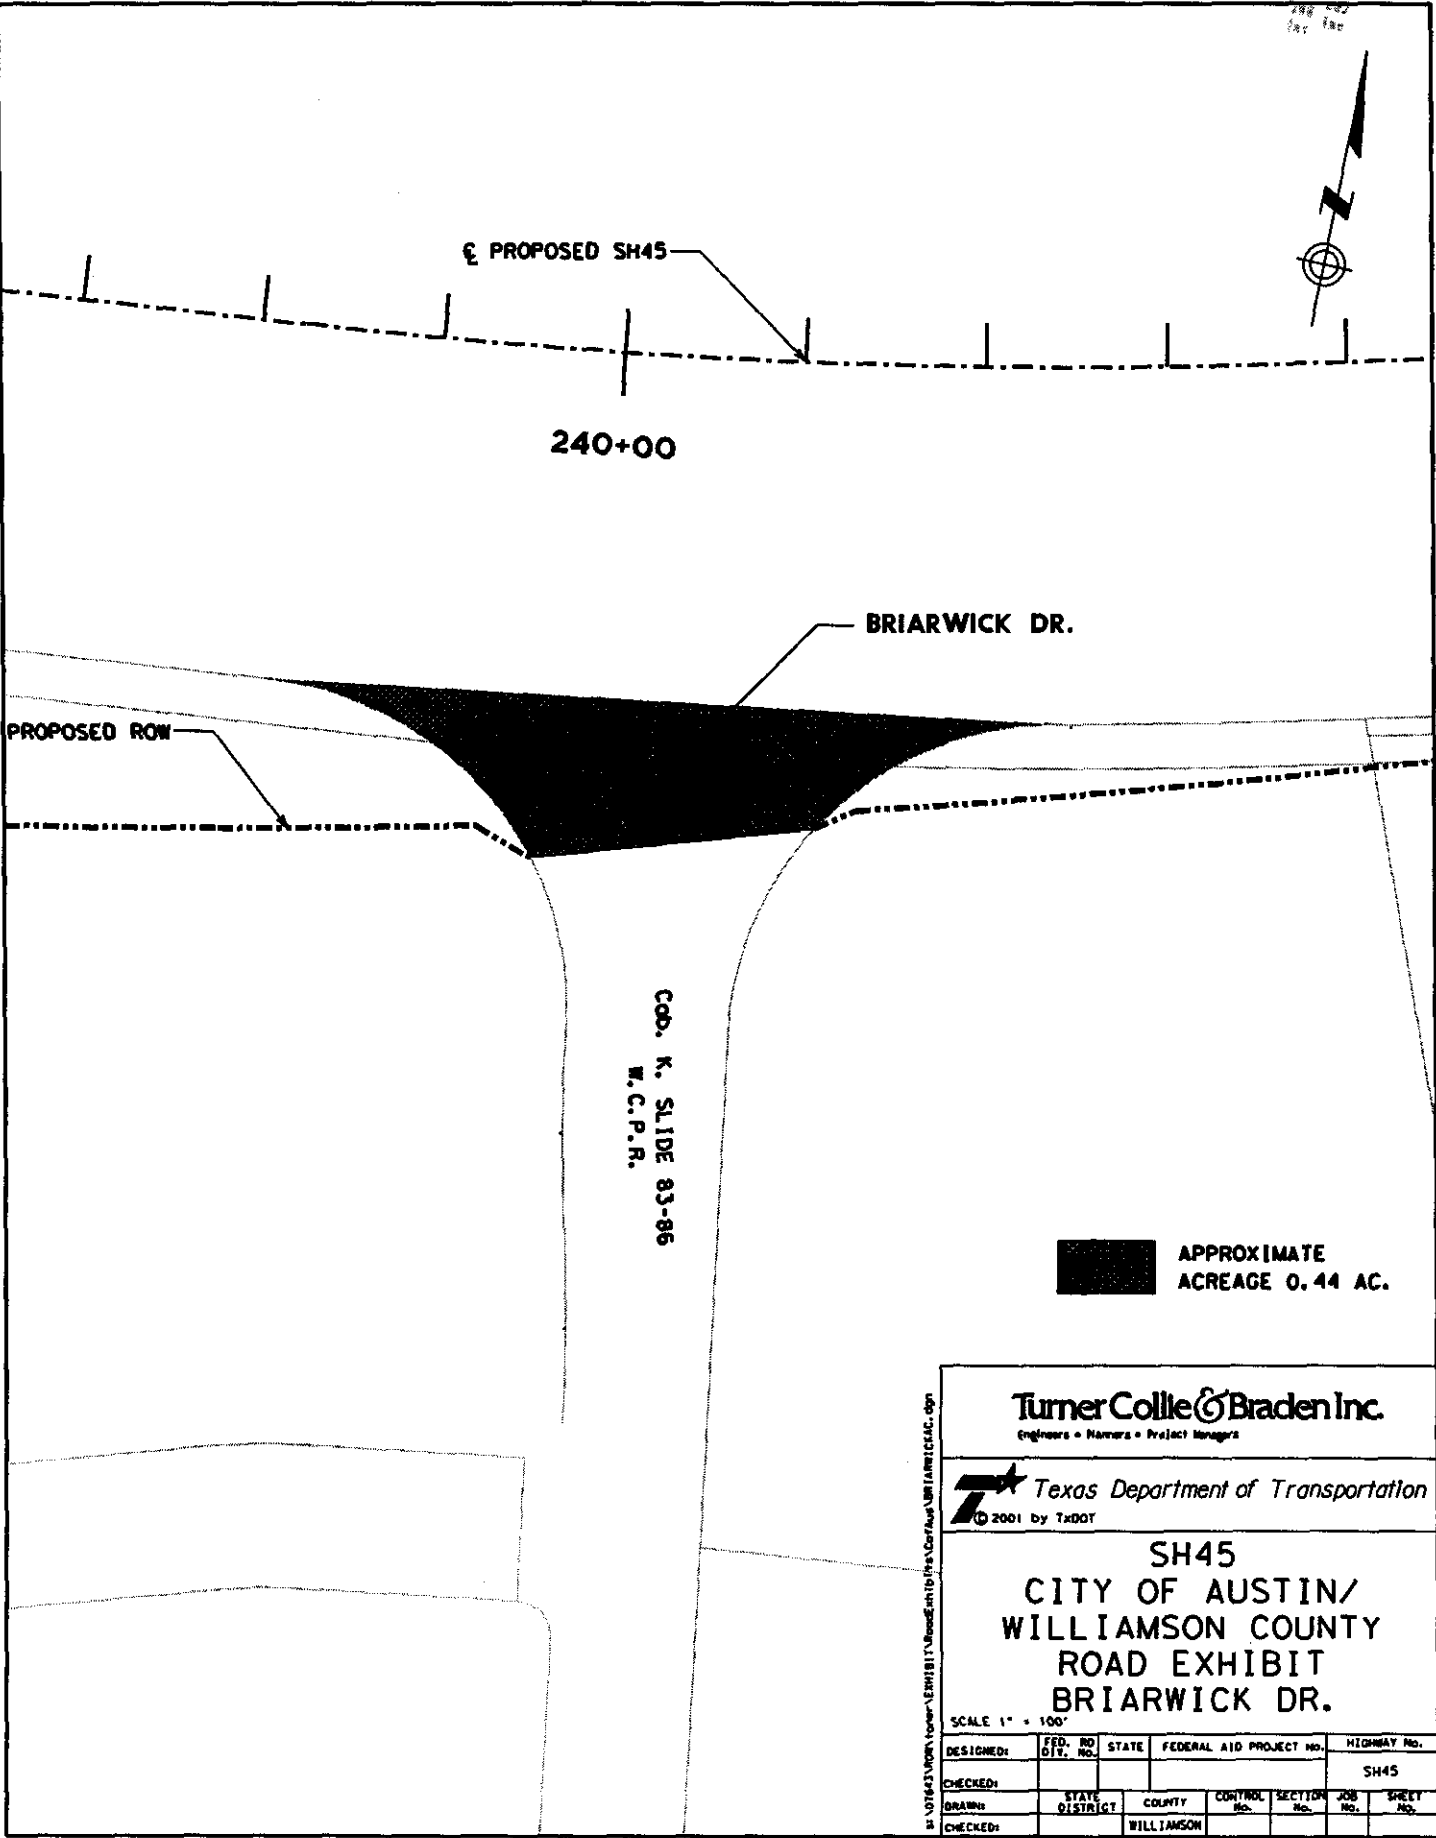 ℄ PROPOSED SH45
240+00
BRIARWICK DR.
PROPOSED ROW
Cab. K. SLIDE 83-86
W.C.P.R.
APPROXIMATE
ACREAGE 0.44 AC.
Turner Collie & Braden Inc.
Engineers • Planners • Project Managers
Texas Department of Transportation
© 2001 by TxDOT
SH45
CITY OF AUSTIN/
WILLIAMSON COUNTY
ROAD EXHIBIT
BRIARWICK DR.
SCALE 1" = 100'
DESIGNED: FED. RD DIV. No. STATE FEDERAL AID PROJECT No. HIGHWAY No.
CHECKED: SH45
DRAWN: STATE DISTRICT COUNTY CONTROL No. SECTION No. JOB No. SHEET No.
CHECKED: WILLIAMSON
N